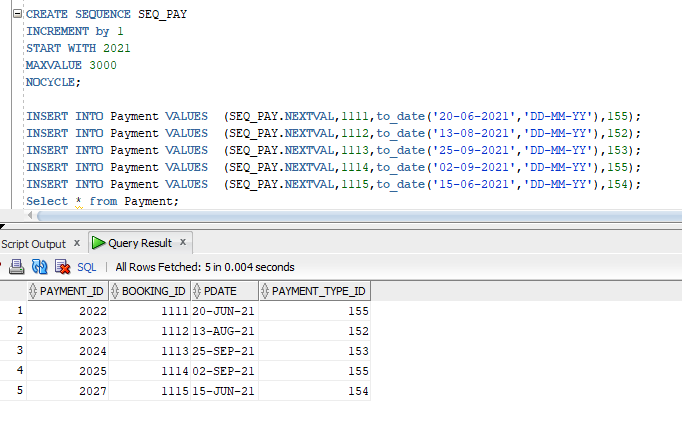 CREATE SEQUENCE SEQ_PAY
INCREMENT by 1
START WITH 2021
MAXVALUE 3000
NOCYCLE;
INSERT INTO Payment VALUES  (SEQ_PAY.NEXTVAL,1111,to_date('20-06-2021','DD-MM-YY'),155);
INSERT INTO Payment VALUES  (SEQ_PAY.NEXTVAL,1112,to_date('13-08-2021','DD-MM-YY'),152);
INSERT INTO Payment VALUES  (SEQ_PAY.NEXTVAL,1113,to_date('25-09-2021','DD-MM-YY'),153);
INSERT INTO Payment VALUES  (SEQ_PAY.NEXTVAL,1114,to_date('02-09-2021','DD-MM-YY'),155);
INSERT INTO Payment VALUES  (SEQ_PAY.NEXTVAL,1115,to_date('15-06-2021','DD-MM-YY'),154);
Select * from Payment;
Script Output x Query Result x
SQL | All Rows Fetched: 5 in 0.004 seconds
PAYMENT_ID BOOKING_ID PDATE PAYMENT_TYPE_ID
1 2022 1111 20-JUN-21 155
2 2023 1112 13-AUG-21 152
3 2024 1113 25-SEP-21 153
4 2025 1114 02-SEP-21 155
5 2027 1115 15-JUN-21 154